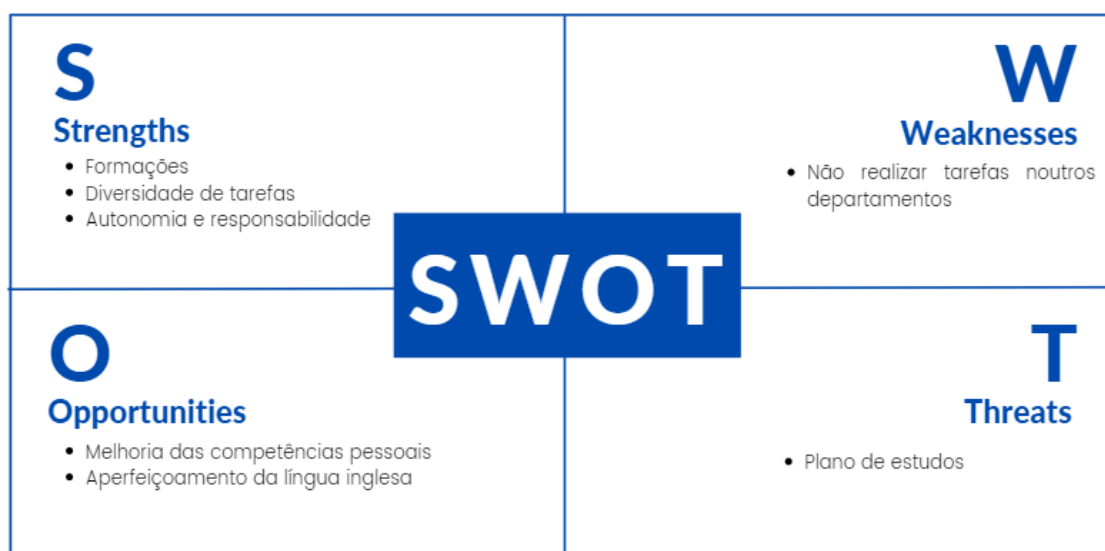 S
Strengths
• Formações
• Diversidade de tarefas
• Autonomia e responsabilidade
W
Weaknesses
• Não realizar tarefas noutros
departamentos
SWOT
O
Opportunities
• Melhoria das competências pessoais
• Aperfeiçoamento da língua inglesa
T
Threats
• Plano de estudos